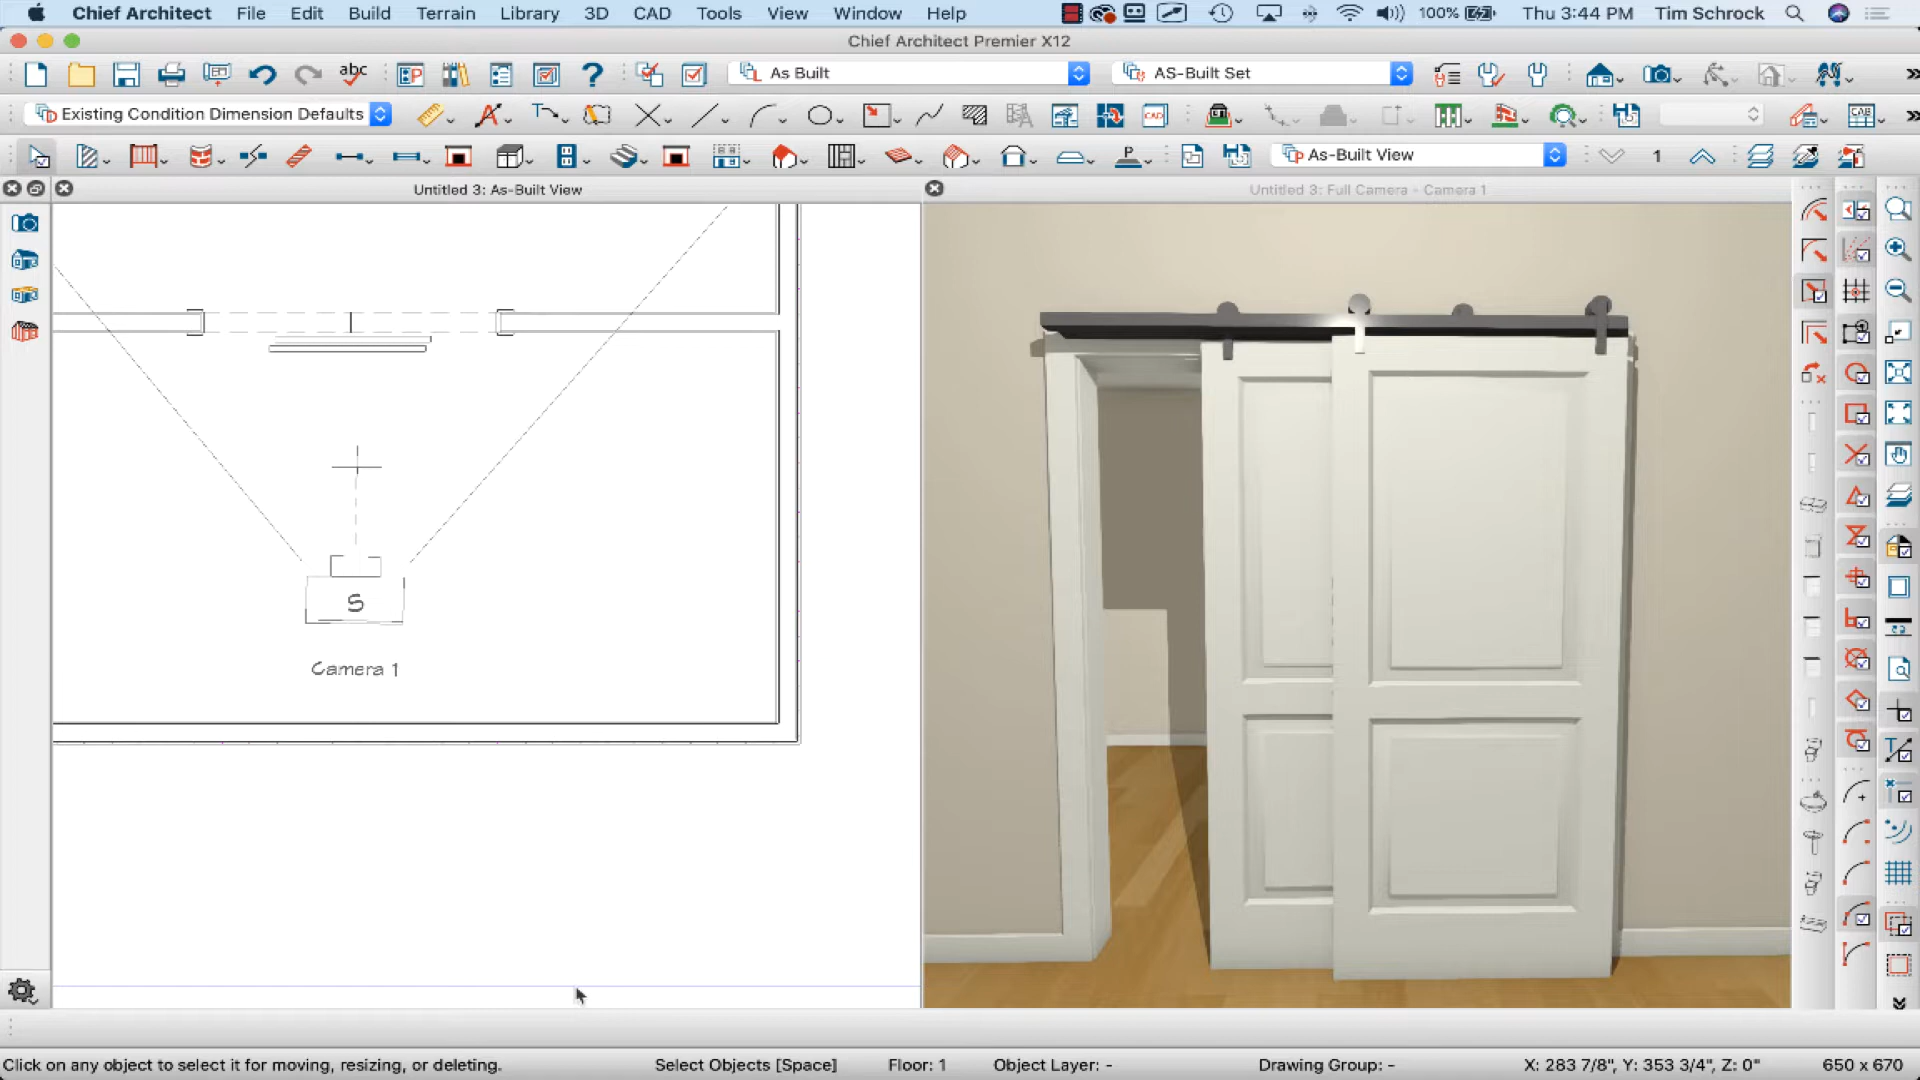 Chief Architect File Edit Build Terrain Library 3D CAD Tools View Window Help 100% Thu 3:44 PM Tim Schrock
Chief Architect Premier X12
P abc P ? As Built AS-Built Set
Existing Condition Dimension Defaults A CAD CAB
P As-Built View 1
Untitled 3: As-Built View
Untitled 3: Full Camera - Camera 1
S
Camera 1
Click on any object to select it for moving, resizing, or deleting. Select Objects [Space] Floor: 1 Object Layer: - Drawing Group: - X: 283 7/8", Y: 353 3/4", Z: 0" 650 x 670